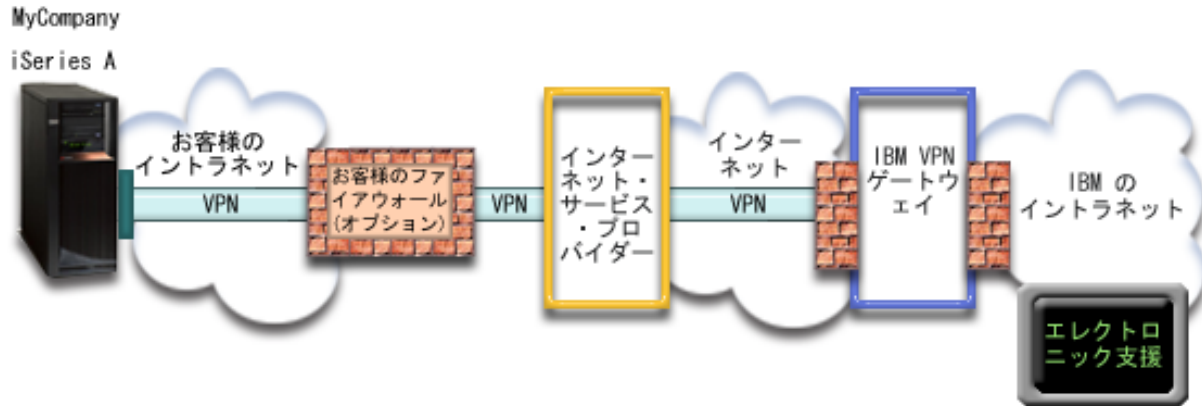 MyCompany
iSeries A
お客様の
イントラネット
VPN
お客様のファ
イアウォール
(オプション)
VPN
インター
ネット・
サービス
・プロ
バイダー
インター
ネット
VPN
IBM VPN
ゲートウ
ェイ
IBM の
イントラネット
エレクトロ
ニック支援